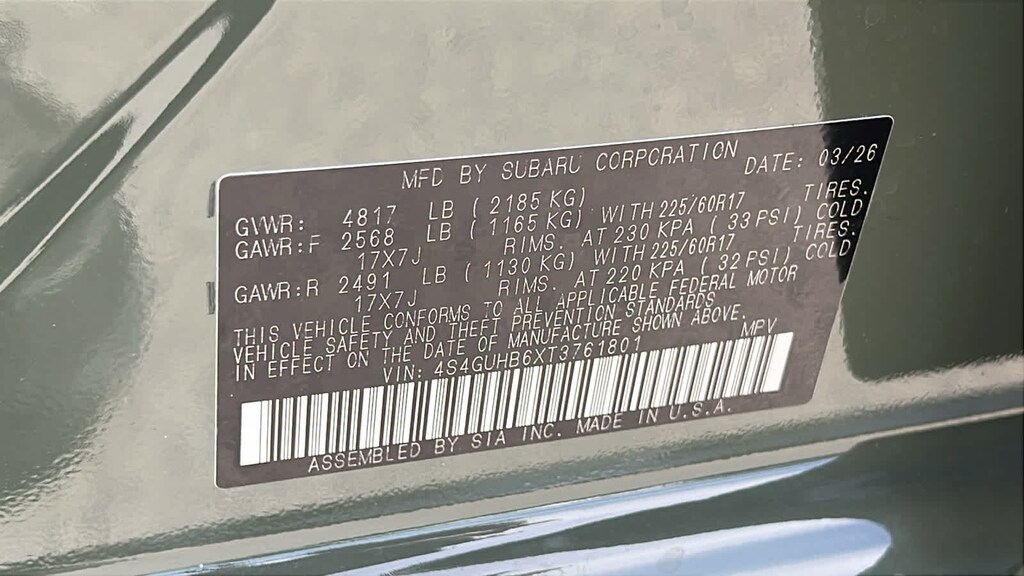 MFD BY SUBARU CORPORATION DATE: 03/26
GVWR: 4817 LB ( 2185 KG)
GAWR:F 2568 LB ( 1165 KG) WITH 225/60R17 TIRES.
17X7J RIMS. AT 230 KPA ( 33 PSI) COLD
GAWR:R 2491 LB ( 1130 KG) WITH 225/60R17 TIRES.
17X7J RIMS. AT 220 KPA ( 32 PSI) COLD
THIS VEHICLE CONFORMS TO ALL APPLICABLE FEDERAL MOTOR
VEHICLE SAFETY AND THEFT PREVENTION STANDARDS
IN EFFECT ON THE DATE OF MANUFACTURE SHOWN ABOVE.
VIN: 4S4GUHB6XT3761801 MPV
ASSEMBLED BY SIA INC. MADE IN U.S.A.